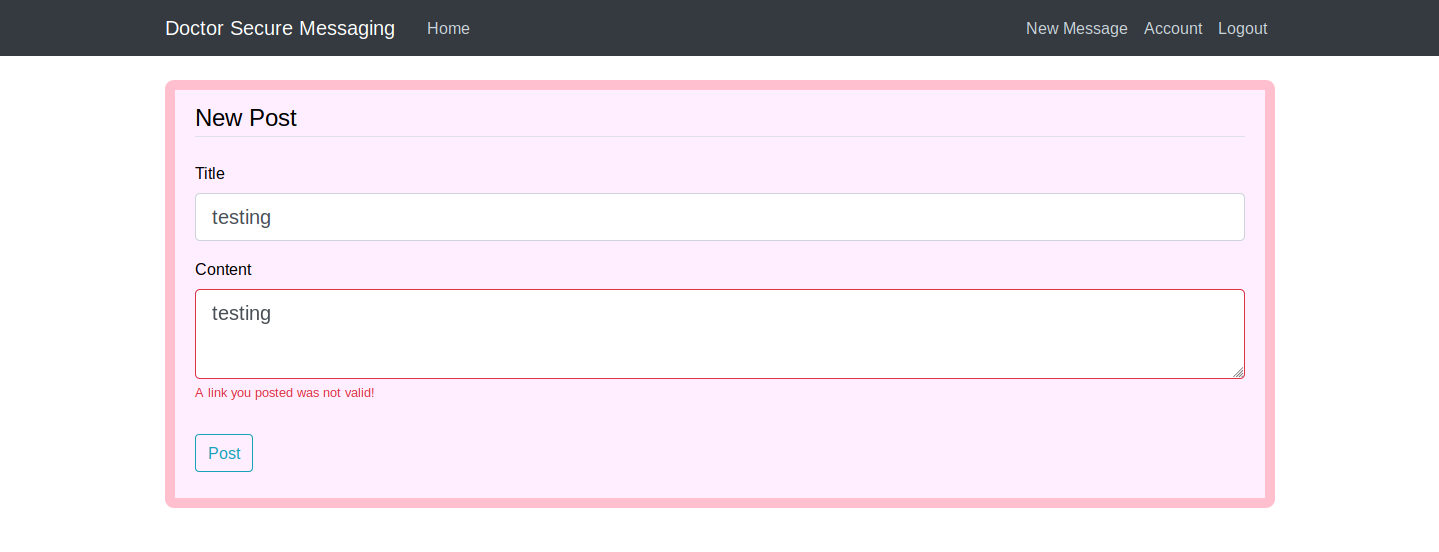 Doctor Secure Messaging Home New Message Account Logout
New Post
Title
testing
Content
testing
A link you posted was not valid!
Post